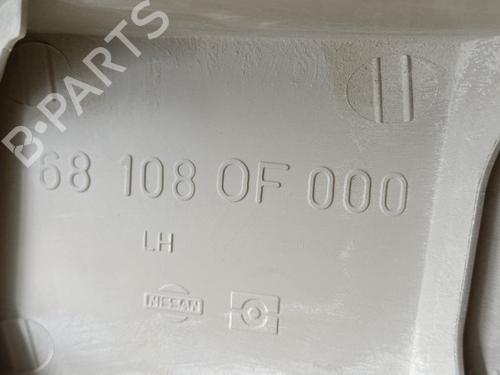 B-PARTS
68 108 0F 000
LH
NISSAN